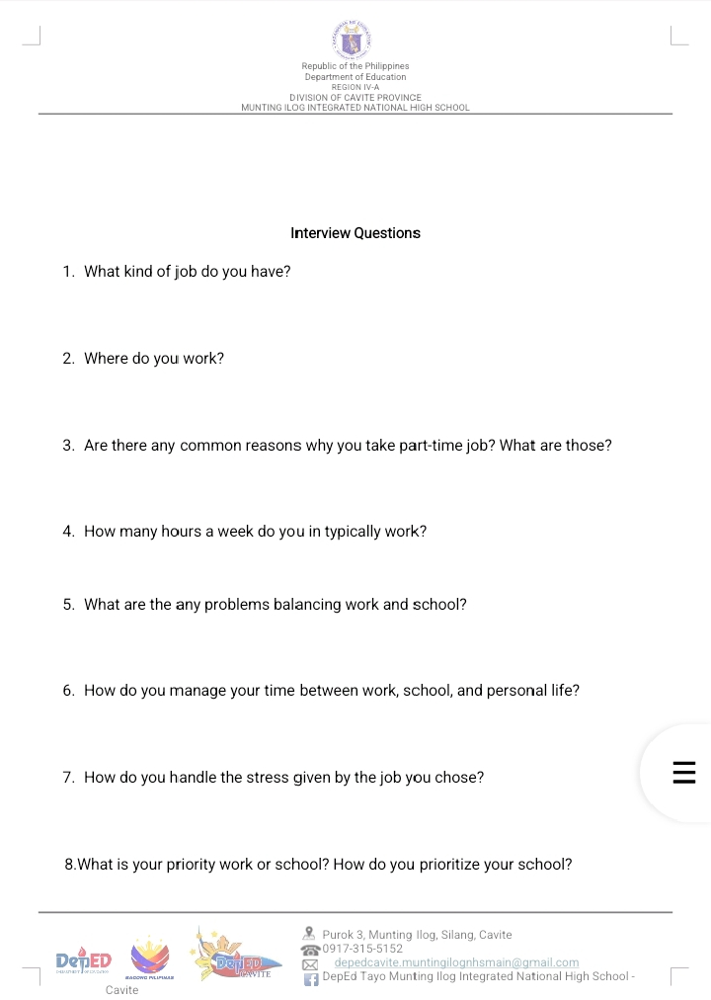 Republic of the Philippines
Department of Education
REGION IV-A
DIVISION OF CAVITE PROVINCE
MUNTING ILOG INTEGRATED NATIONAL HIGH SCHOOL
Interview Questions
1. What kind of job do you have?
2. Where do you work?
3. Are there any common reasons why you take part-time job? What are those?
4. How many hours a week do you in typically work?
5. What are the any problems balancing work and school?
6. How do you manage your time between work, school, and personal life?
7. How do you handle the stress given by the job you chose?
8.What is your priority work or school? How do you prioritize your school?
Purok 3, Munting Ilog, Silang, Cavite
0917-315-5152
depedcavite.muntingilognhsmain@gmail.com
DepEd Tayo Munting Ilog Integrated National High School -
Cavite
DepED
DEPARTMENT OF EDUCATION
BAGONG PILIPINAS
DepED
CAVITE